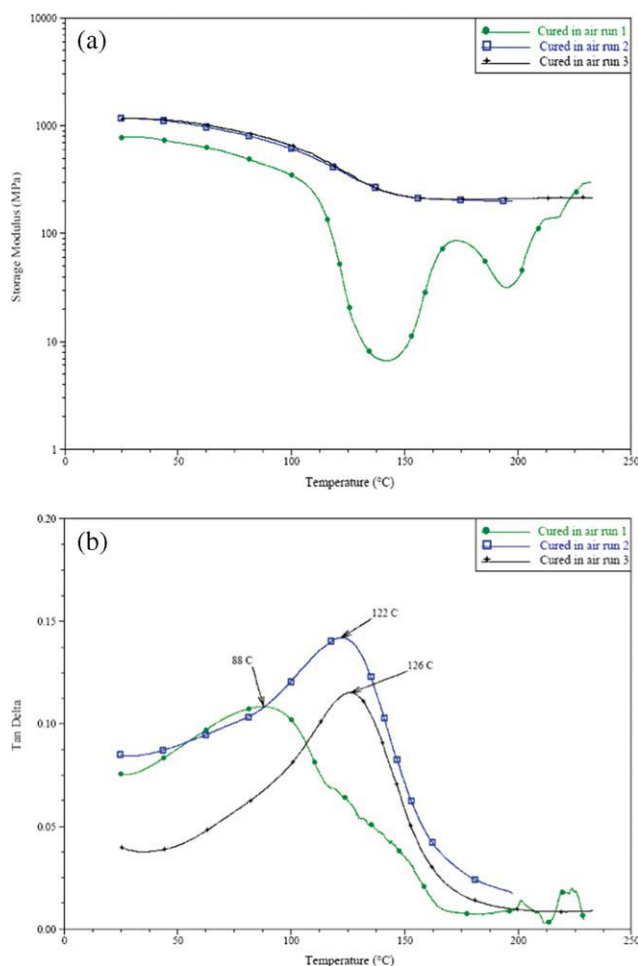 (a)
Cured in air run 1
Cured in air run 2
Cured in air run 3
10000
1000
100
10
1
Storage Modulus (MPa)
0
50
100
150
200
250
Temperature (°C)
(b)
Cured in air run 1
Cured in air run 2
Cured in air run 3
0.20
0.15
0.10
0.05
0.00
Tan Delta
88 C
122 C
126 C
0
50
100
150
200
250
Temperature (°C)